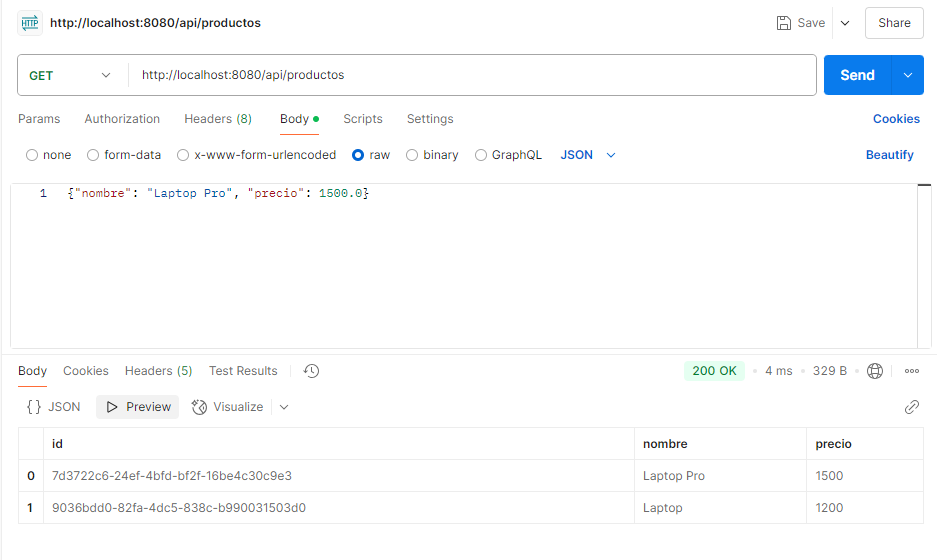 HTTP http://localhost:8080/api/productos Save Share
GET http://localhost:8080/api/productos Send
Params Authorization Headers (8) Body Scripts Settings Cookies
none form-data x-www-form-urlencoded raw binary GraphQL JSON Beautify
1 {"nombre": "Laptop Pro", "precio": 1500.0}
Body Cookies Headers (5) Test Results 200 OK • 4 ms • 329 B •
{} JSON Preview Visualize
id nombre precio
0 7d3722c6-24ef-4bfd-bf2f-16be4c30c9e3 Laptop Pro 1500
1 9036bdd0-82fa-4dc5-838c-b990031503d0 Laptop 1200